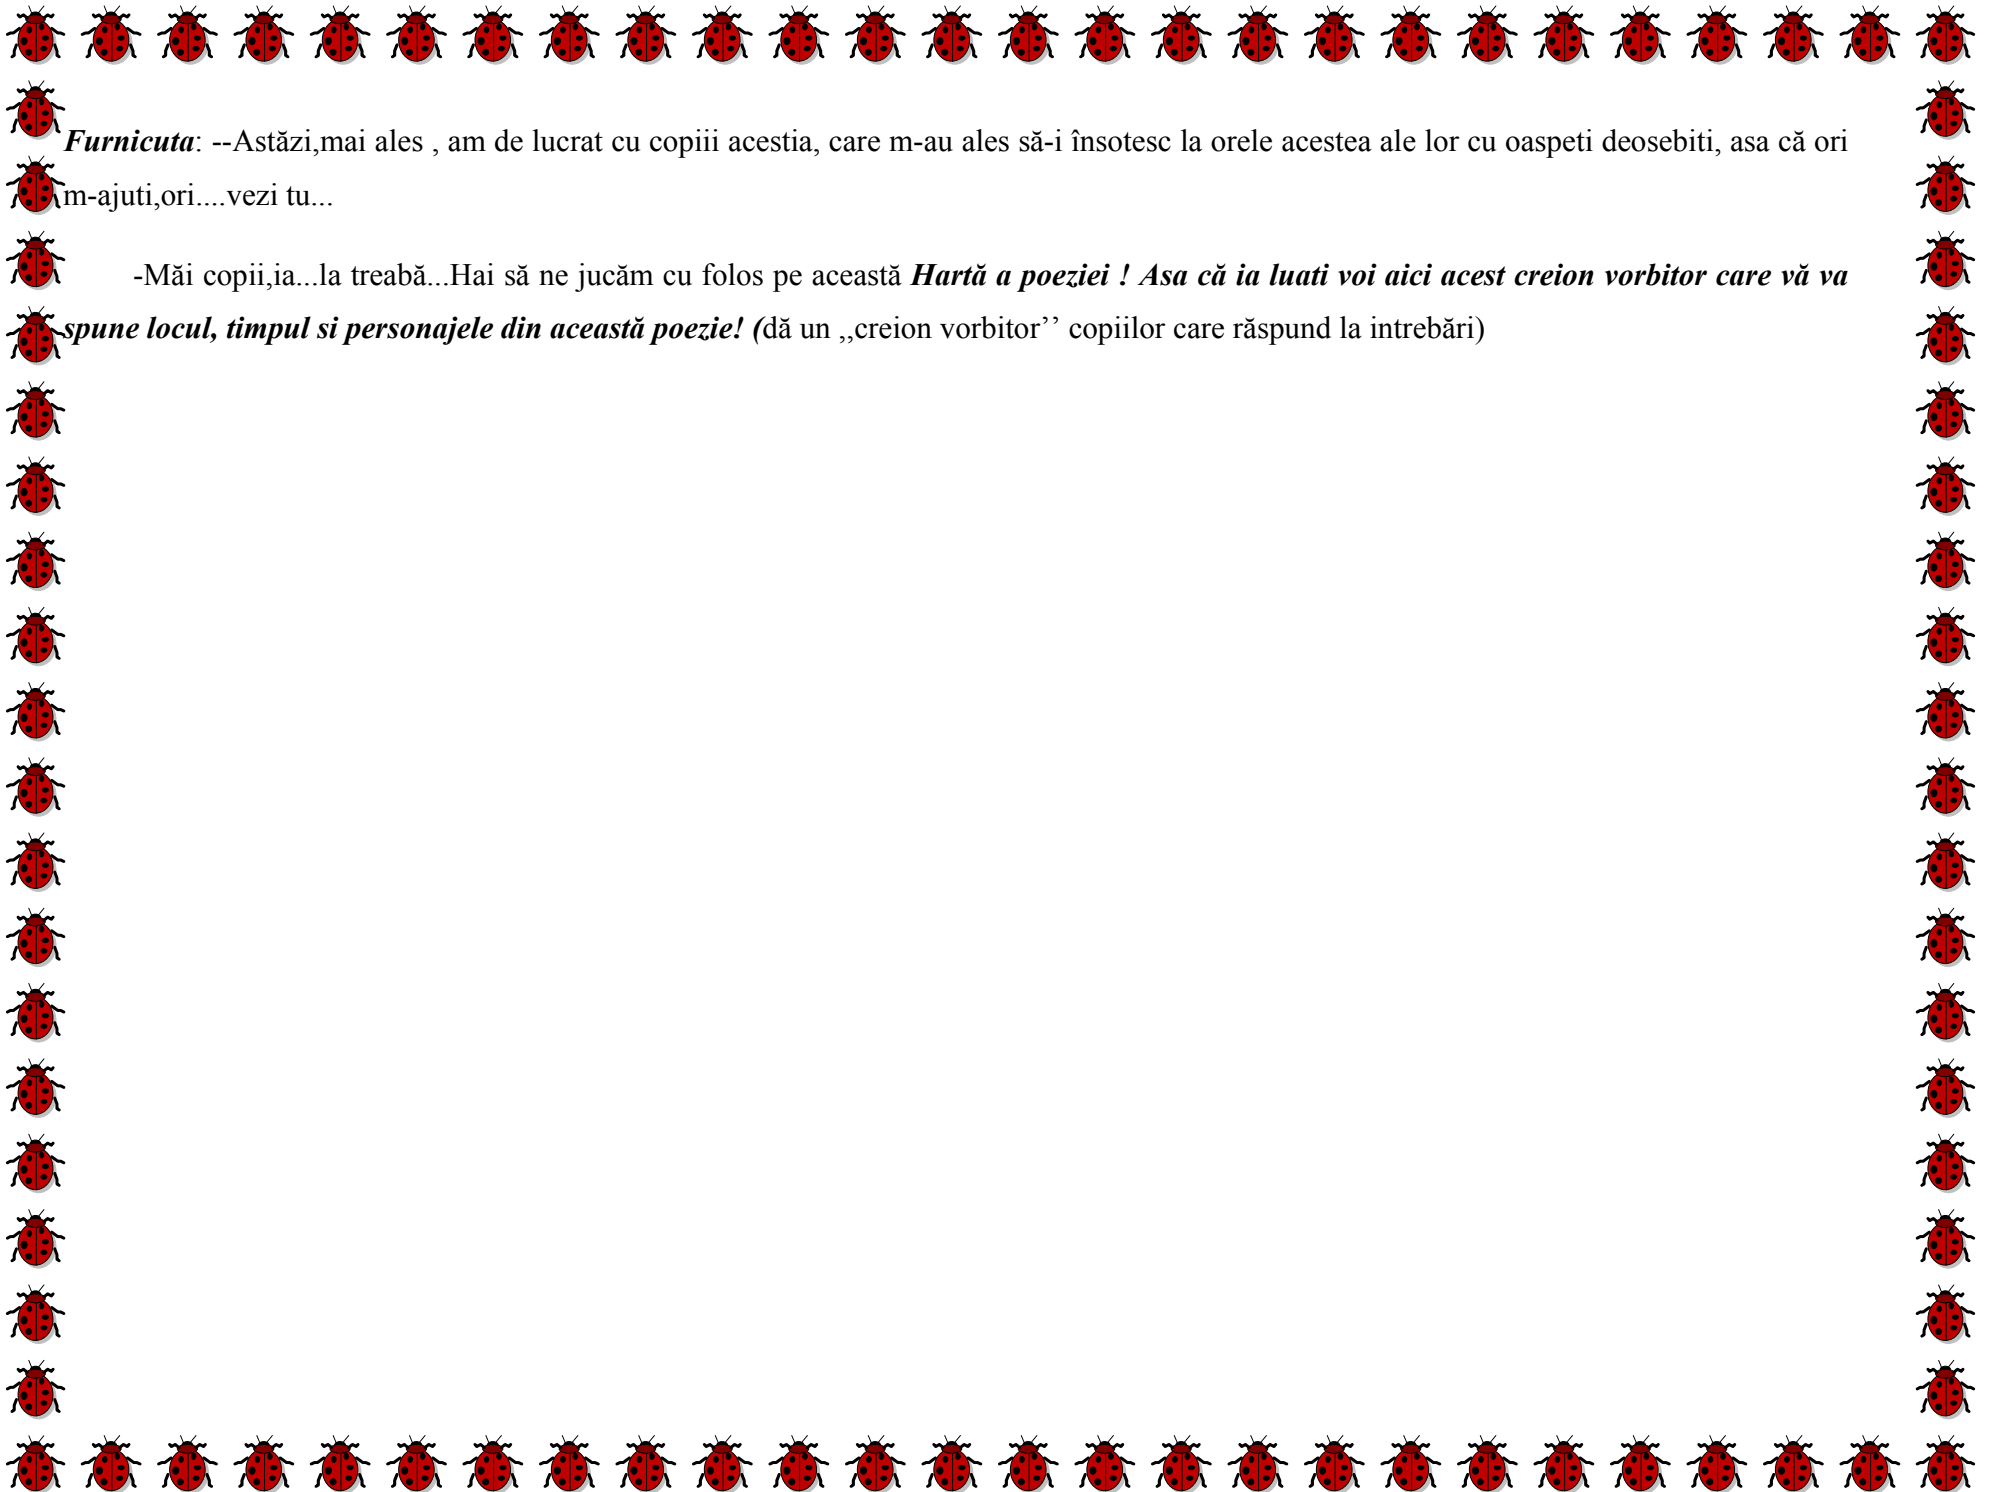 Furnicuta: --Astăzi,mai ales , am de lucrat cu copiii acestia, care m-au ales să-i însotesc la orele acestea ale lor cu oaspeti deosebiti, asa că ori
m-ajuti,ori....vezi tu...
-Măi copii,ia...la treabă...Hai să ne jucăm cu folos pe această Hartă a poeziei ! Asa că ia luati voi aici acest creion vorbitor care vă va
spune locul, timpul si personajele din această poezie! (dă un ,,creion vorbitor’’ copiilor care răspund la intrebări)